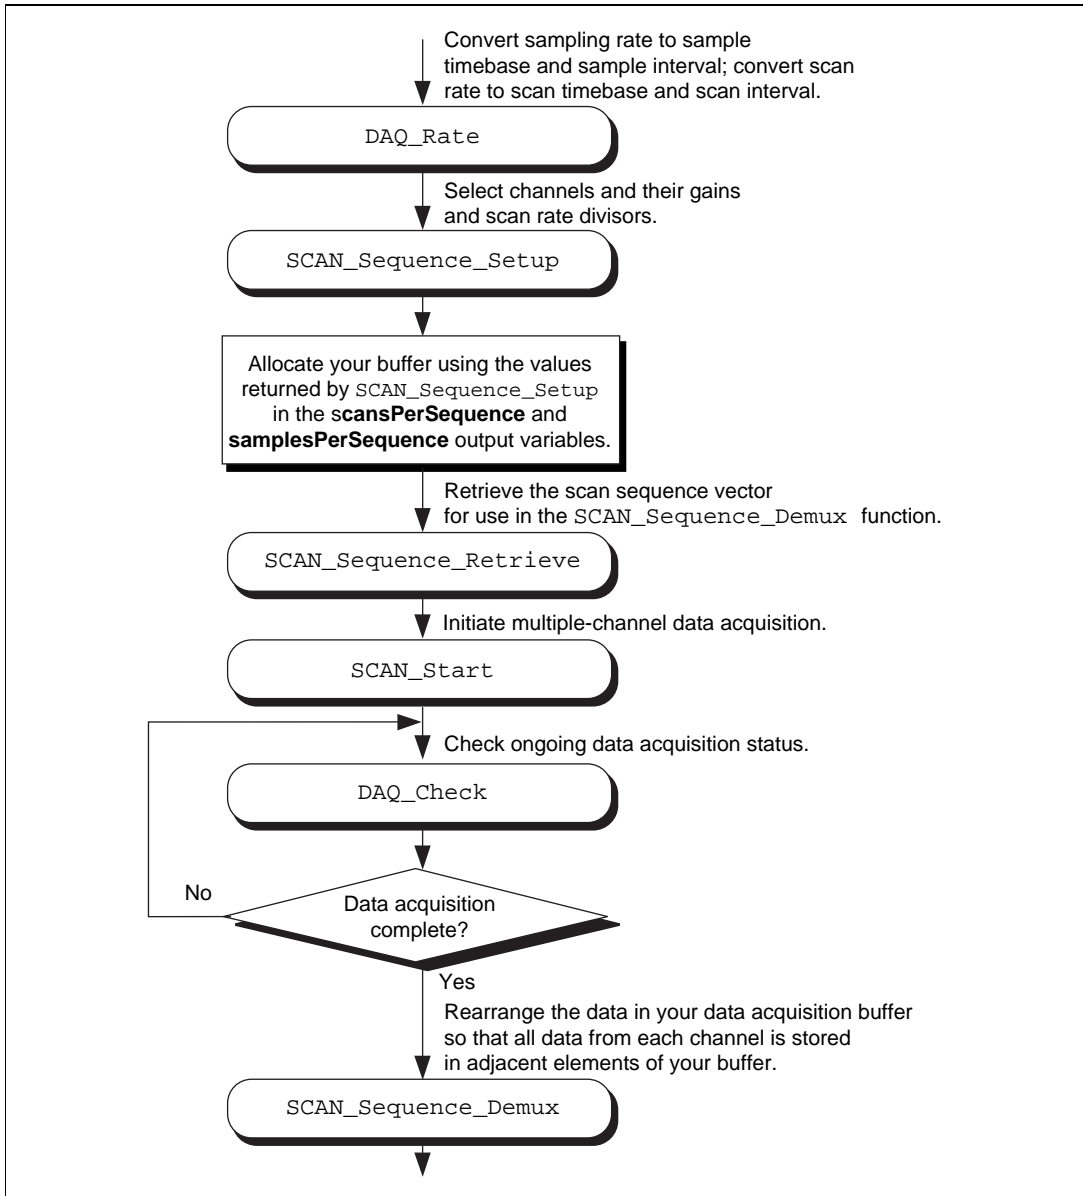 Convert sampling rate to sample
timebase and sample interval; convert scan
rate to scan timebase and scan interval.
DAQ_Rate
Select channels and their gains
and scan rate divisors.
SCAN_Sequence_Setup
Allocate your buffer using the values
returned by SCAN_Sequence_Setup
in the scansPerSequence and
samplesPerSequence output variables.
Retrieve the scan sequence vector
for use in the SCAN_Sequence_Demux function.
SCAN_Sequence_Retrieve
Initiate multiple-channel data acquisition.
SCAN_Start
Check ongoing data acquisition status.
DAQ_Check
No
Data acquisition
complete?
Yes
Rearrange the data in your data acquisition buffer
so that all data from each channel is stored
in adjacent elements of your buffer.
SCAN_Sequence_Demux